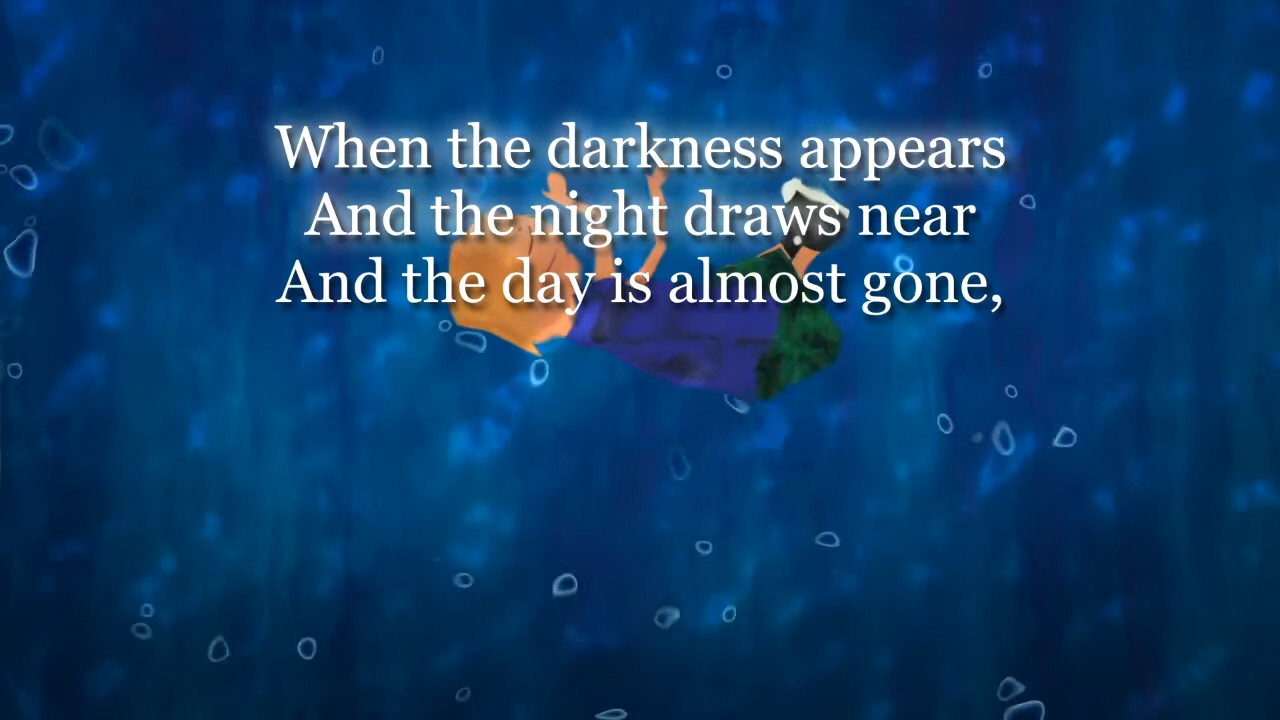 When the darkness appears
And the night draws near
And the day is almost gone,